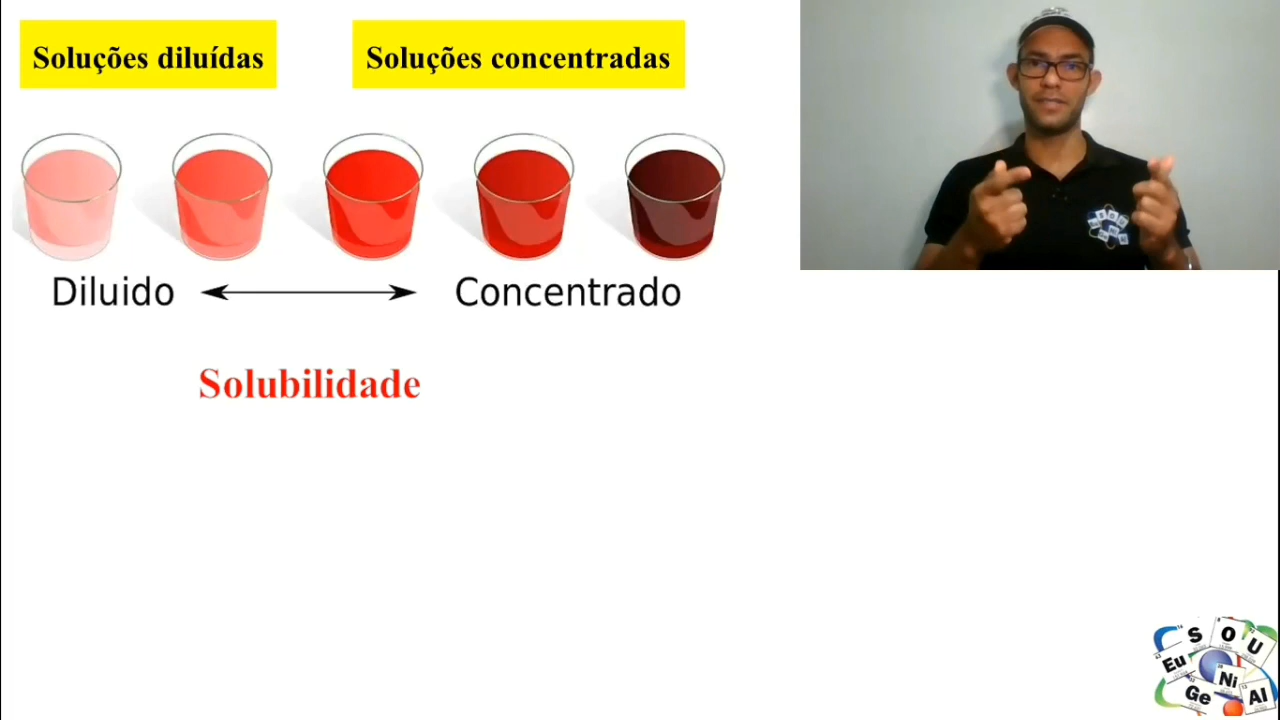 Soluções diluídas
Soluções concentradas
Diluido
Concentrado
Solubilidade
S O U
Eu
Ni
Ge Al